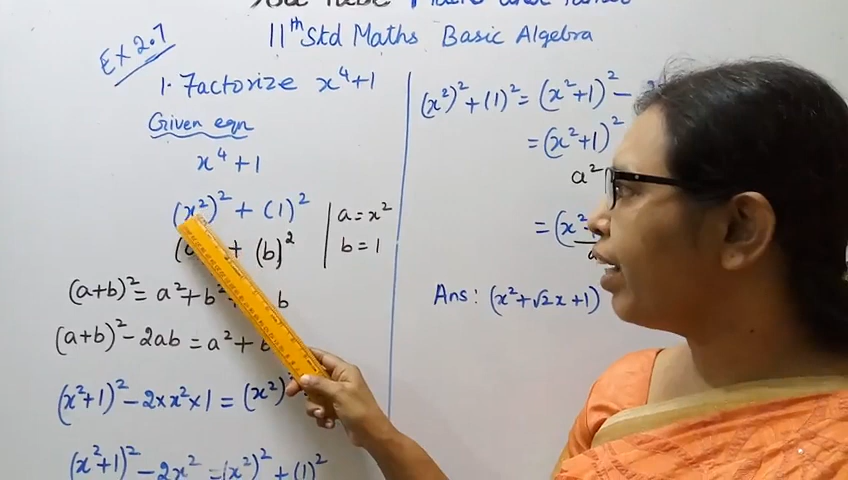 11th Std Maths Basic Algebra
Ex 2.7
1. Factorize x⁴+1
Given eqn
x⁴+1
(x²)² + (1)²
+ (b)²
a = x²
b = 1
(a+b)² = a² + b² b
(a+b)² - 2ab = a² +
(x²+1)² - 2×x²×1 = (x²)
(x²+1)² - 2x² = (x²)² + (1)²
(x²)² + (1)² = (x²+1)² -
= (x²+1)²
a²
= (x²
Ans: (x²+√2x+1)